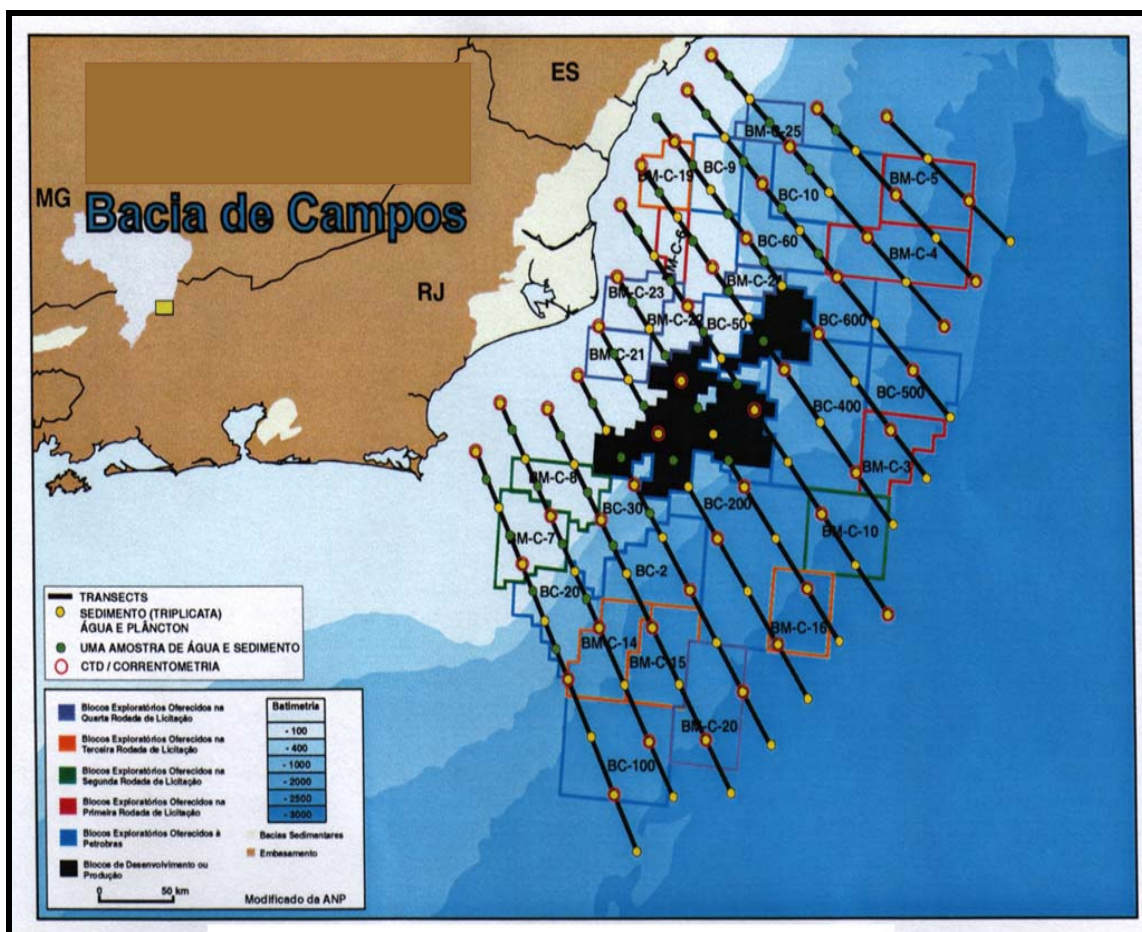 ES
MG
Bacia de Campos
RJ
BM-C-25
BM-C-19
BC-9
BC-10
BM-C-5
BM-C-6
BC-60
BM-C-4
BM-C-23
BM-C-24
BM-C-22
BC-50
BC-600
BM-C-21
BC-500
BC-400
BM-C-3
BM-C-8
BC-30
BC-200
BM-C-7
BM-C-10
BC-2
BC-20
BM-C-14
BM-C-16
BM-C-15
BM-C-20
BC-100
TRANSECTS
SEDIMENTO (TRIPLICATA)
ÁGUA E PLÂNCTON
UMA AMOSTRA DE ÁGUA E SEDIMENTO
CTD / CORRENTOMETRIA
Blocos Exploratórios Oferecidos na
Quarta Rodada de Licitação
Blocos Exploratórios Oferecidos na
Terceira Rodada de Licitação
Blocos Exploratórios Oferecidos na
Segunda Rodada de Licitação
Blocos Exploratórios Oferecidos na
Primeira Rodada de Licitação
Blocos Exploratórios Oferecidos à
Petrobras
Blocos de Desenvolvimento ou
Produção
Batimetria
- 100
- 400
- 1000
- 2000
- 2500
- 3000
Bacias Sedimentares
Embasamento
0 50 km
Modificado da ANP